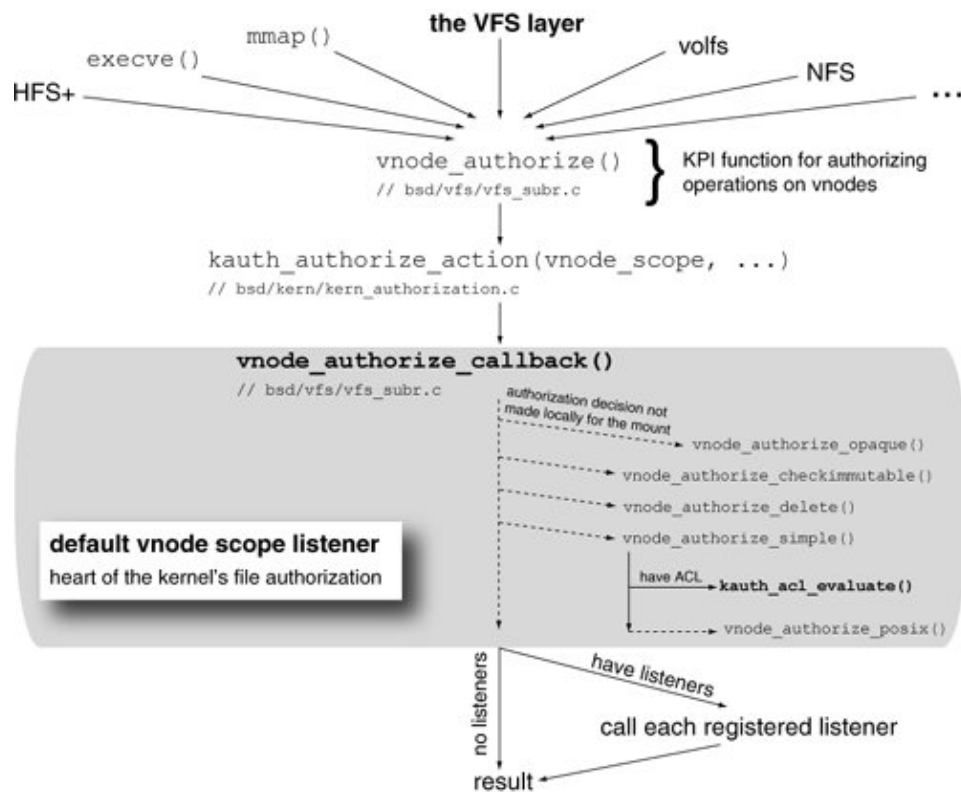 the VFS layer
mmap()
volfs
execve()
NFS
HFS+
...
vnode_authorize()
// bsd/vfs/vfs_subr.c
}
KPI function for authorizing
operations on vnodes
kauth_authorize_action(vnode_scope, ...)
// bsd/kern/kern_authorization.c
vnode_authorize_callback()
// bsd/vfs/vfs_subr.c
authorization decision not
made locally for the mount
vnode_authorize_opaque()
vnode_authorize_checkimmutable()
vnode_authorize_delete()
vnode_authorize_simple()
default vnode scope listener
heart of the kernel's file authorization
have ACL
kauth_acl_evaluate()
vnode_authorize_posix()
no listeners
have listeners
call each registered listener
result